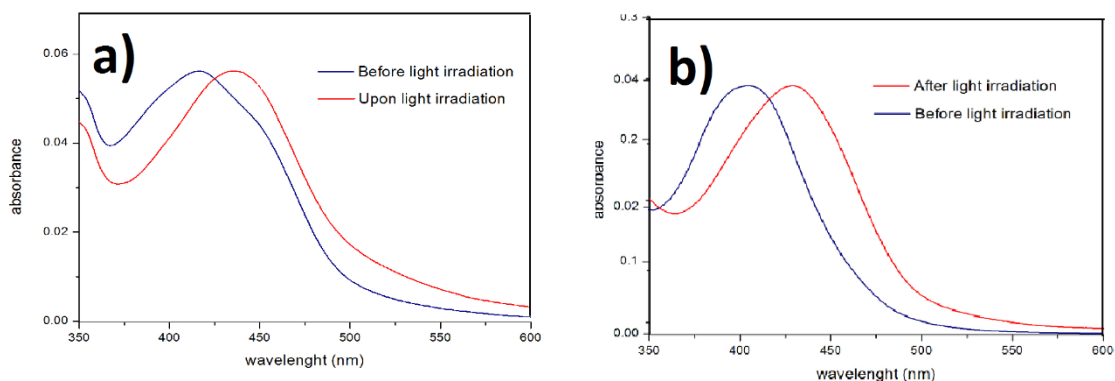 a)
Before light irradiation
Upon light irradiation
absorbance
0.06
0.04
0.02
0.00
350
400
450
500
550
600
wavelenght (nm)
b)
After light irradiation
Before light irradiation
absorbance
0.3
0.04
0.2
0.02
0.1
0.00
350
400
450
500
550
600
wavelenght (nm)